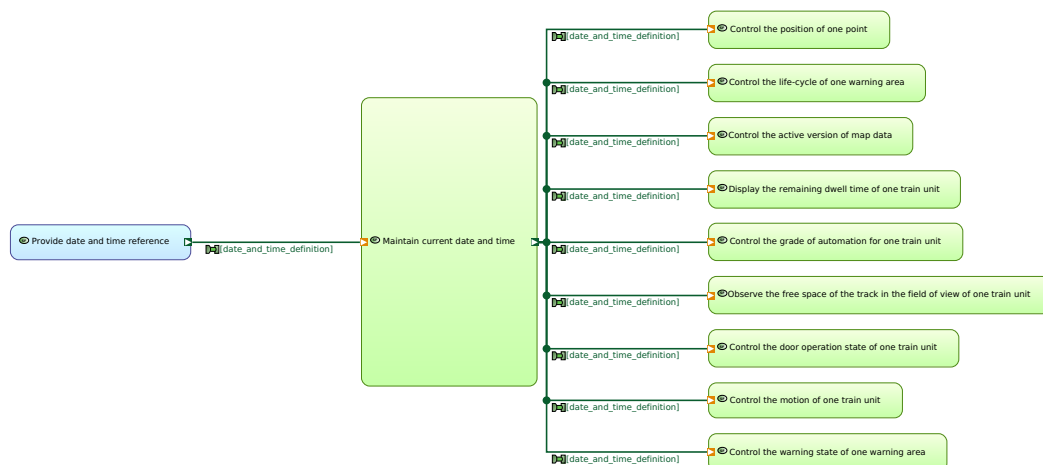 Control the position of one point
[date_and_time_definition]
Control the life-cycle of one warning area
[date_and_time_definition]
Control the active version of map data
[date_and_time_definition]
Display the remaining dwell time of one train unit
[date_and_time_definition]
Provide date and time reference
[date_and_time_definition]
Maintain current date and time
Control the grade of automation for one train unit
[date_and_time_definition]
Observe the free space of the track in the field of view of one train unit
[date_and_time_definition]
Control the door operation state of one train unit
[date_and_time_definition]
Control the motion of one train unit
[date_and_time_definition]
Control the warning state of one warning area
[date_and_time_definition]